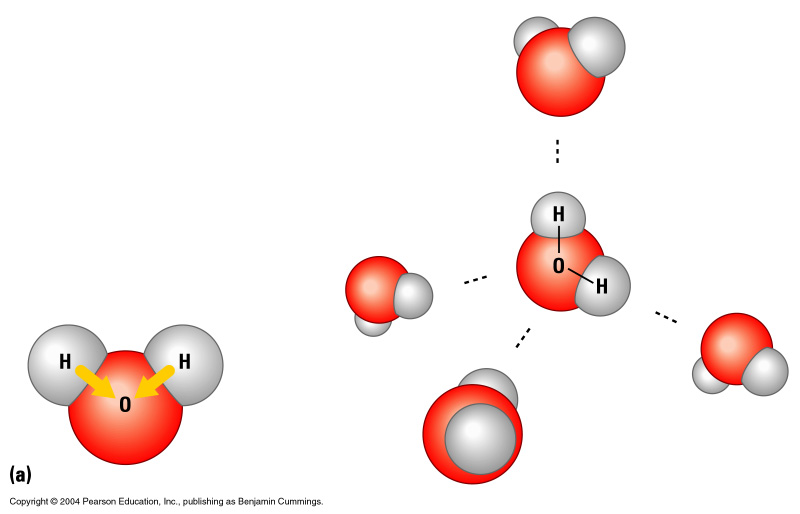 H
O
H
H H
O
(a)
Copyright © 2004 Pearson Education, Inc., publishing as Benjamin Cummings.